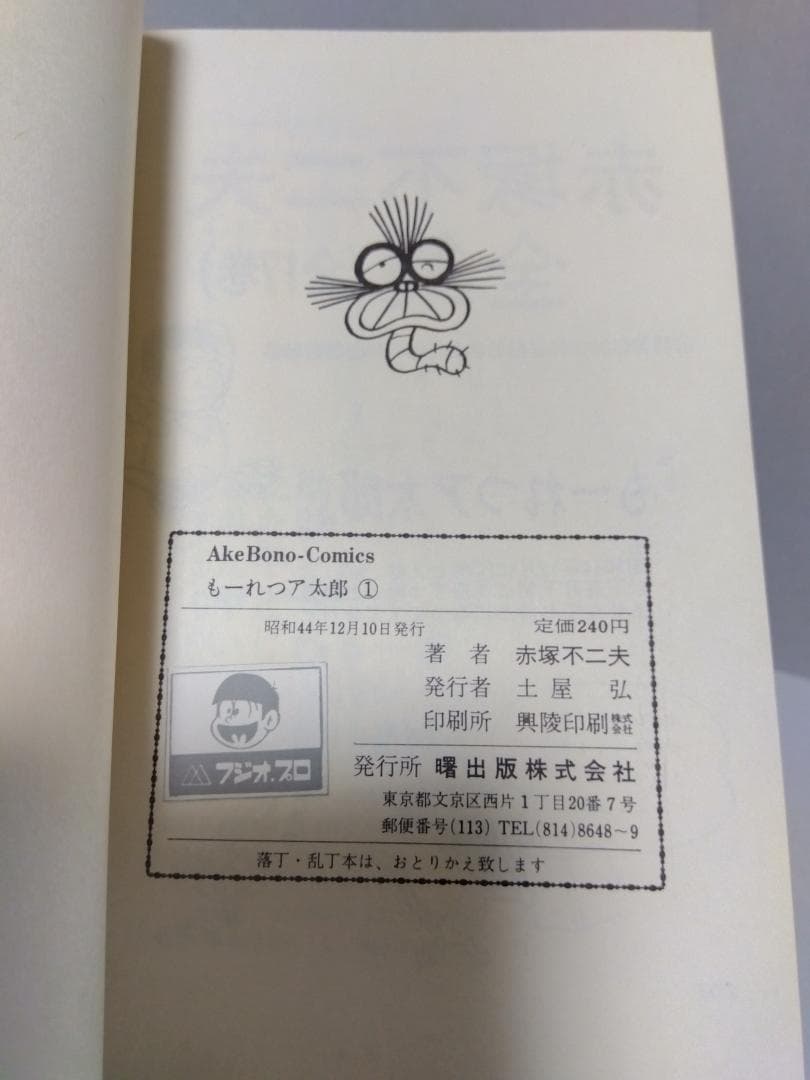 AkeBono-Comics
もーれつア太郎 ①
昭和44年12月10日発行 定価240円
著者 赤塚不二夫
発行者 土屋 弘
印刷所 興陵印刷株式会社
フジオ.プロ
発行所 曙出版株式会社
東京都文京区西片1丁目20番7号
郵便番号(113) TEL(814)8648〜9
落丁・乱丁本は、おとりかえ致します